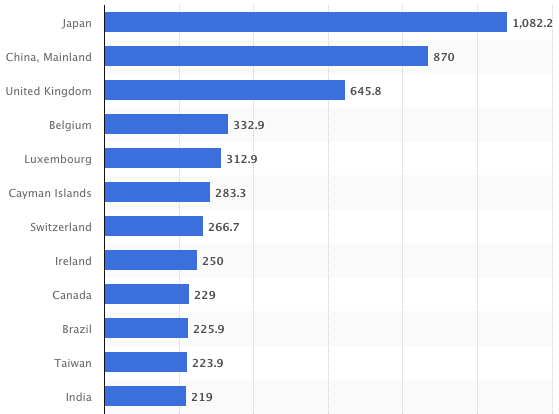 Japan 1,082.2
China, Mainland 870
United Kingdom 645.8
Belgium 332.9
Luxembourg 312.9
Cayman Islands 283.3
Switzerland 266.7
Ireland 250
Canada 229
Brazil 225.9
Taiwan 223.9
India 219